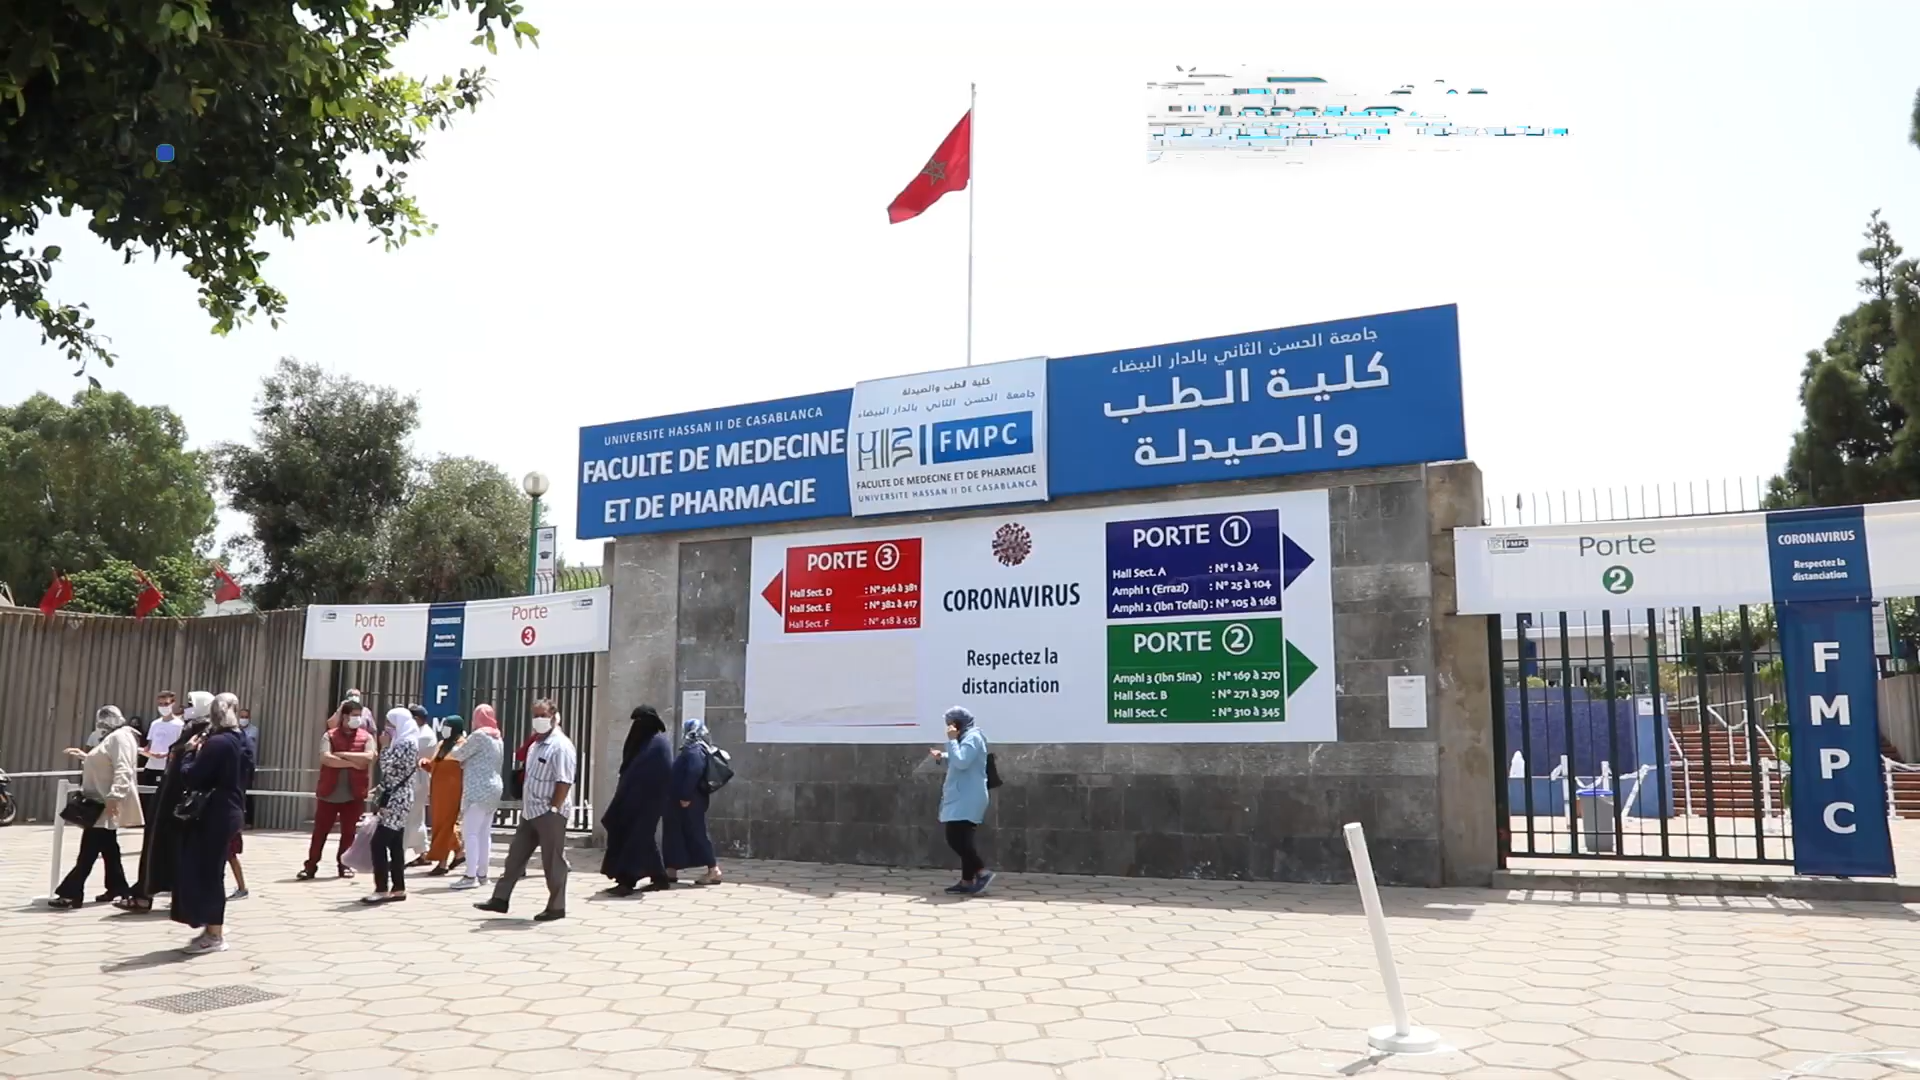 UNIVERSITE HASSAN II DE CASABLANCA
FACULTE DE MEDECINE
ET DE PHARMACIE
كلية الطب والصيدلة
جامعة الحسن الثاني بالدار البيضاء
FMPC
FACULTE DE MEDECINE ET DE PHARMACIE
UNIVERSITE HASSAN II DE CASABLANCA
جامعة الحسن الثاني بالدار البيضاء
كلية الطب
والصيدلة
PORTE 3
Hall Sect. D : N° 346 à 381
Hall Sect. E : N° 382 à 417
Hall Sect. F : N° 418 à 455
CORONAVIRUS
Respectez la
distanciation
PORTE 1
Hall Sect. A : N° 1 à 24
Amphi 1 (Errazi) : N° 25 à 104
Amphi 2 (Ibn Tofail) : N° 105 à 168
PORTE 2
Amphi 3 (Ibn Sina) : N° 169 à 270
Hall Sect. B : N° 271 à 309
Hall Sect. C : N° 310 à 345
Porte
4
CORONAVIRUS
Respectez la
distanciation
F
M
Porte
3
FMPC
Porte
2
CORONAVIRUS
Respectez la
distanciation
F
M
P
C